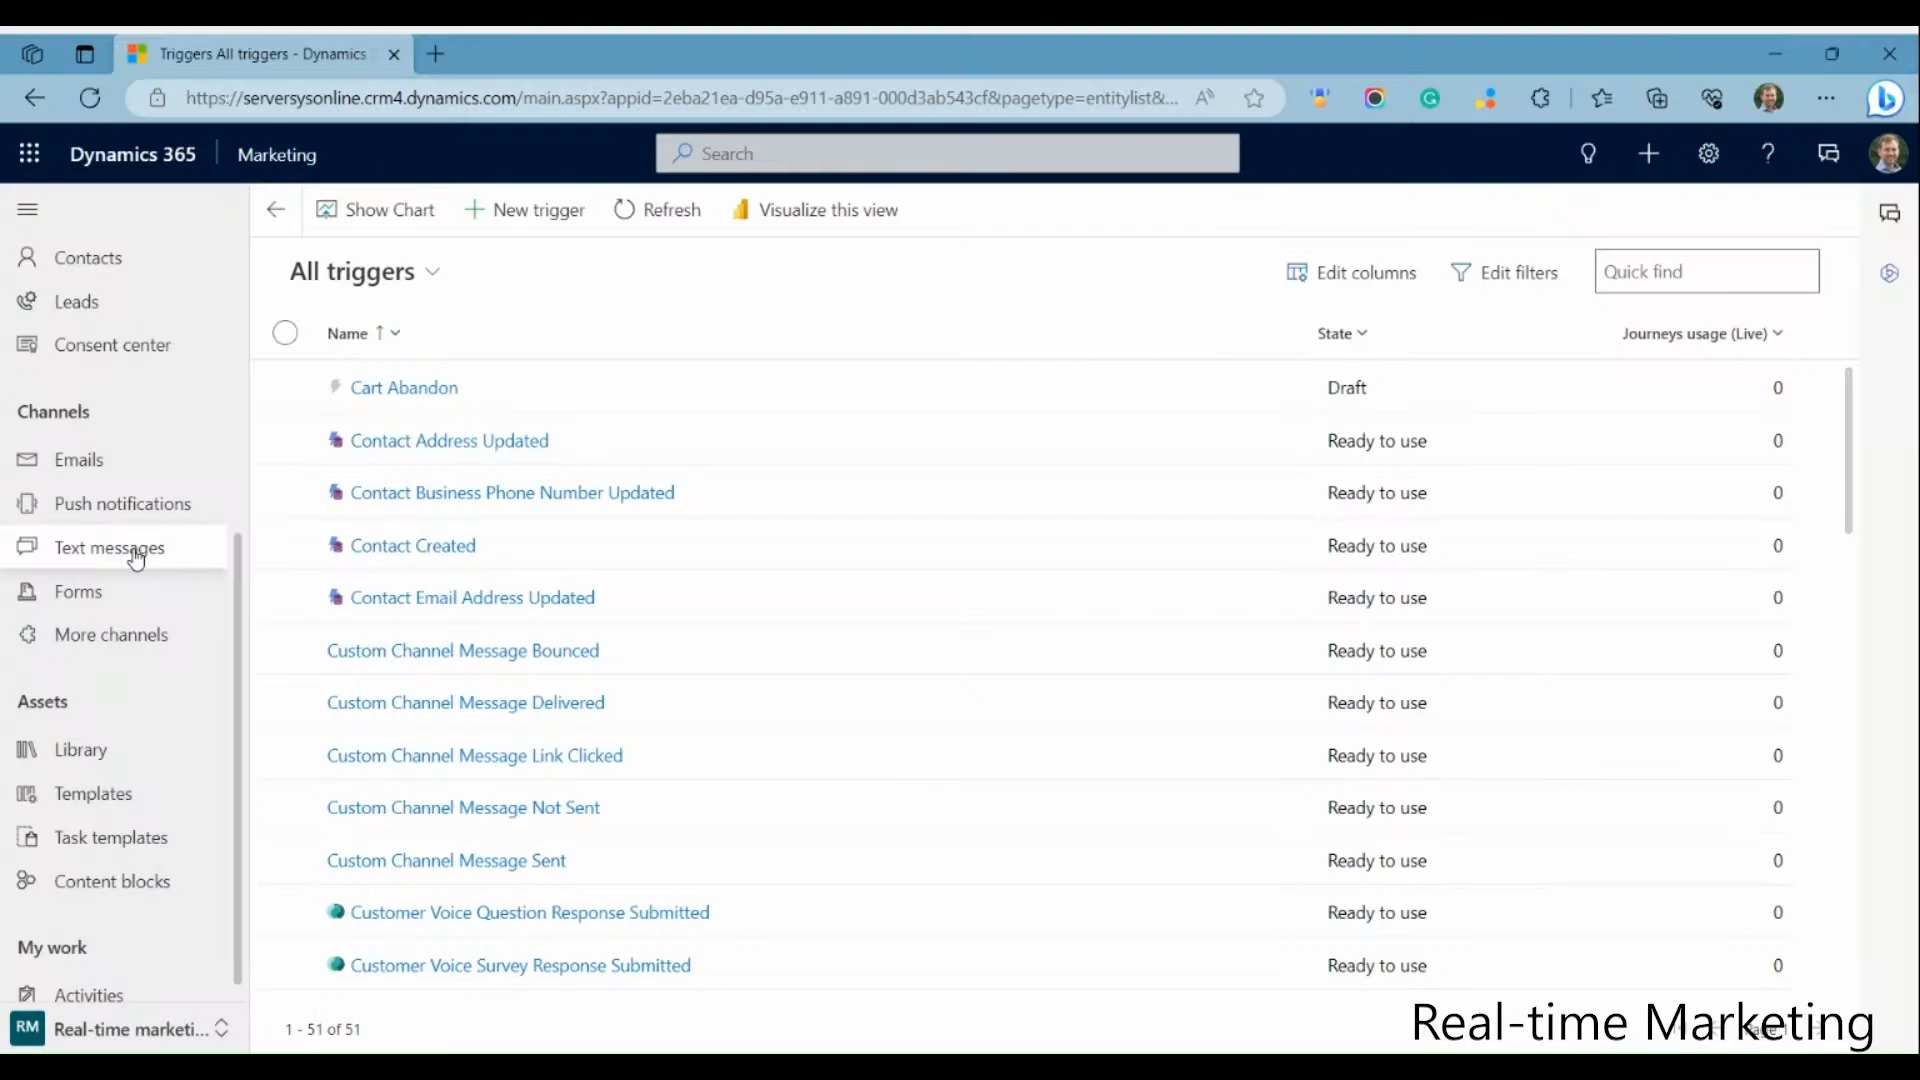 Triggers All triggers - Dynamics
https://serversysonline.crm4.dynamics.com/main.aspx?appid=2eba21ea-d95a-e911-a891-000d3ab543cf&pagetype=entitylist&...
Dynamics 365 Marketing
Search
Show Chart New trigger Refresh Visualize this view
Contacts
Leads
Consent center
Channels
Emails
Push notifications
Text messages
Forms
More channels
Assets
Library
Templates
Task templates
Content blocks
My work
Activities
RM Real-time marketi...
All triggers
Edit columns Edit filters Quick find
Name State Journeys usage (Live)
Cart Abandon Draft 0
Contact Address Updated Ready to use 0
Contact Business Phone Number Updated Ready to use 0
Contact Created Ready to use 0
Contact Email Address Updated Ready to use 0
Custom Channel Message Bounced Ready to use 0
Custom Channel Message Delivered Ready to use 0
Custom Channel Message Link Clicked Ready to use 0
Custom Channel Message Not Sent Ready to use 0
Custom Channel Message Sent Ready to use 0
Customer Voice Question Response Submitted Ready to use 0
Customer Voice Survey Response Submitted Ready to use 0
1 - 51 of 51
Real-time Marketing